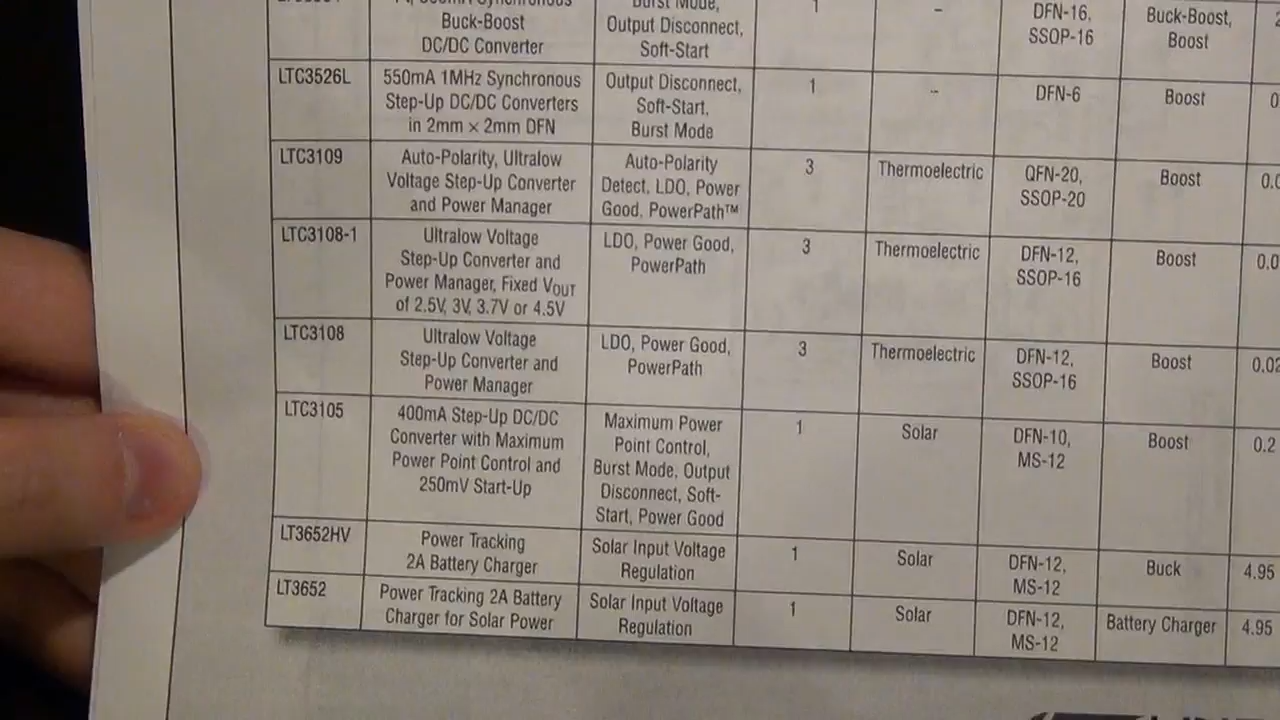 Buck-Boost
DC/DC Converter
Output Disconnect,
Soft-Start
1
--
DFN-16,
SSOP-16
Buck-Boost,
Boost
LTC3526L
550mA 1MHz Synchronous
Step-Up DC/DC Converters
in 2mm × 2mm DFN
Output Disconnect,
Soft-Start,
Burst Mode
1
--
DFN-6
Boost
LTC3109
Auto-Polarity, Ultralow
Voltage Step-Up Converter
and Power Manager
Auto-Polarity
Detect, LDO, Power
Good, PowerPath™
3
Thermoelectric
QFN-20,
SSOP-20
Boost
LTC3108-1
Ultralow Voltage
Step-Up Converter and
Power Manager, Fixed VOUT
of 2.5V, 3V, 3.7V or 4.5V
LDO, Power Good,
PowerPath
3
Thermoelectric
DFN-12,
SSOP-16
Boost
LTC3108
Ultralow Voltage
Step-Up Converter and
Power Manager
LDO, Power Good,
PowerPath
3
Thermoelectric
DFN-12,
SSOP-16
Boost
0.02
LTC3105
400mA Step-Up DC/DC
Converter with Maximum
Power Point Control and
250mV Start-Up
Maximum Power
Point Control,
Burst Mode, Output
Disconnect, Soft-
Start, Power Good
1
Solar
DFN-10,
MS-12
Boost
0.2
LT3652HV
Power Tracking
2A Battery Charger
Solar Input Voltage
Regulation
1
Solar
DFN-12,
MS-12
Buck
4.95
LT3652
Power Tracking 2A Battery
Charger for Solar Power
Solar Input Voltage
Regulation
1
Solar
DFN-12,
MS-12
Battery Charger
4.95